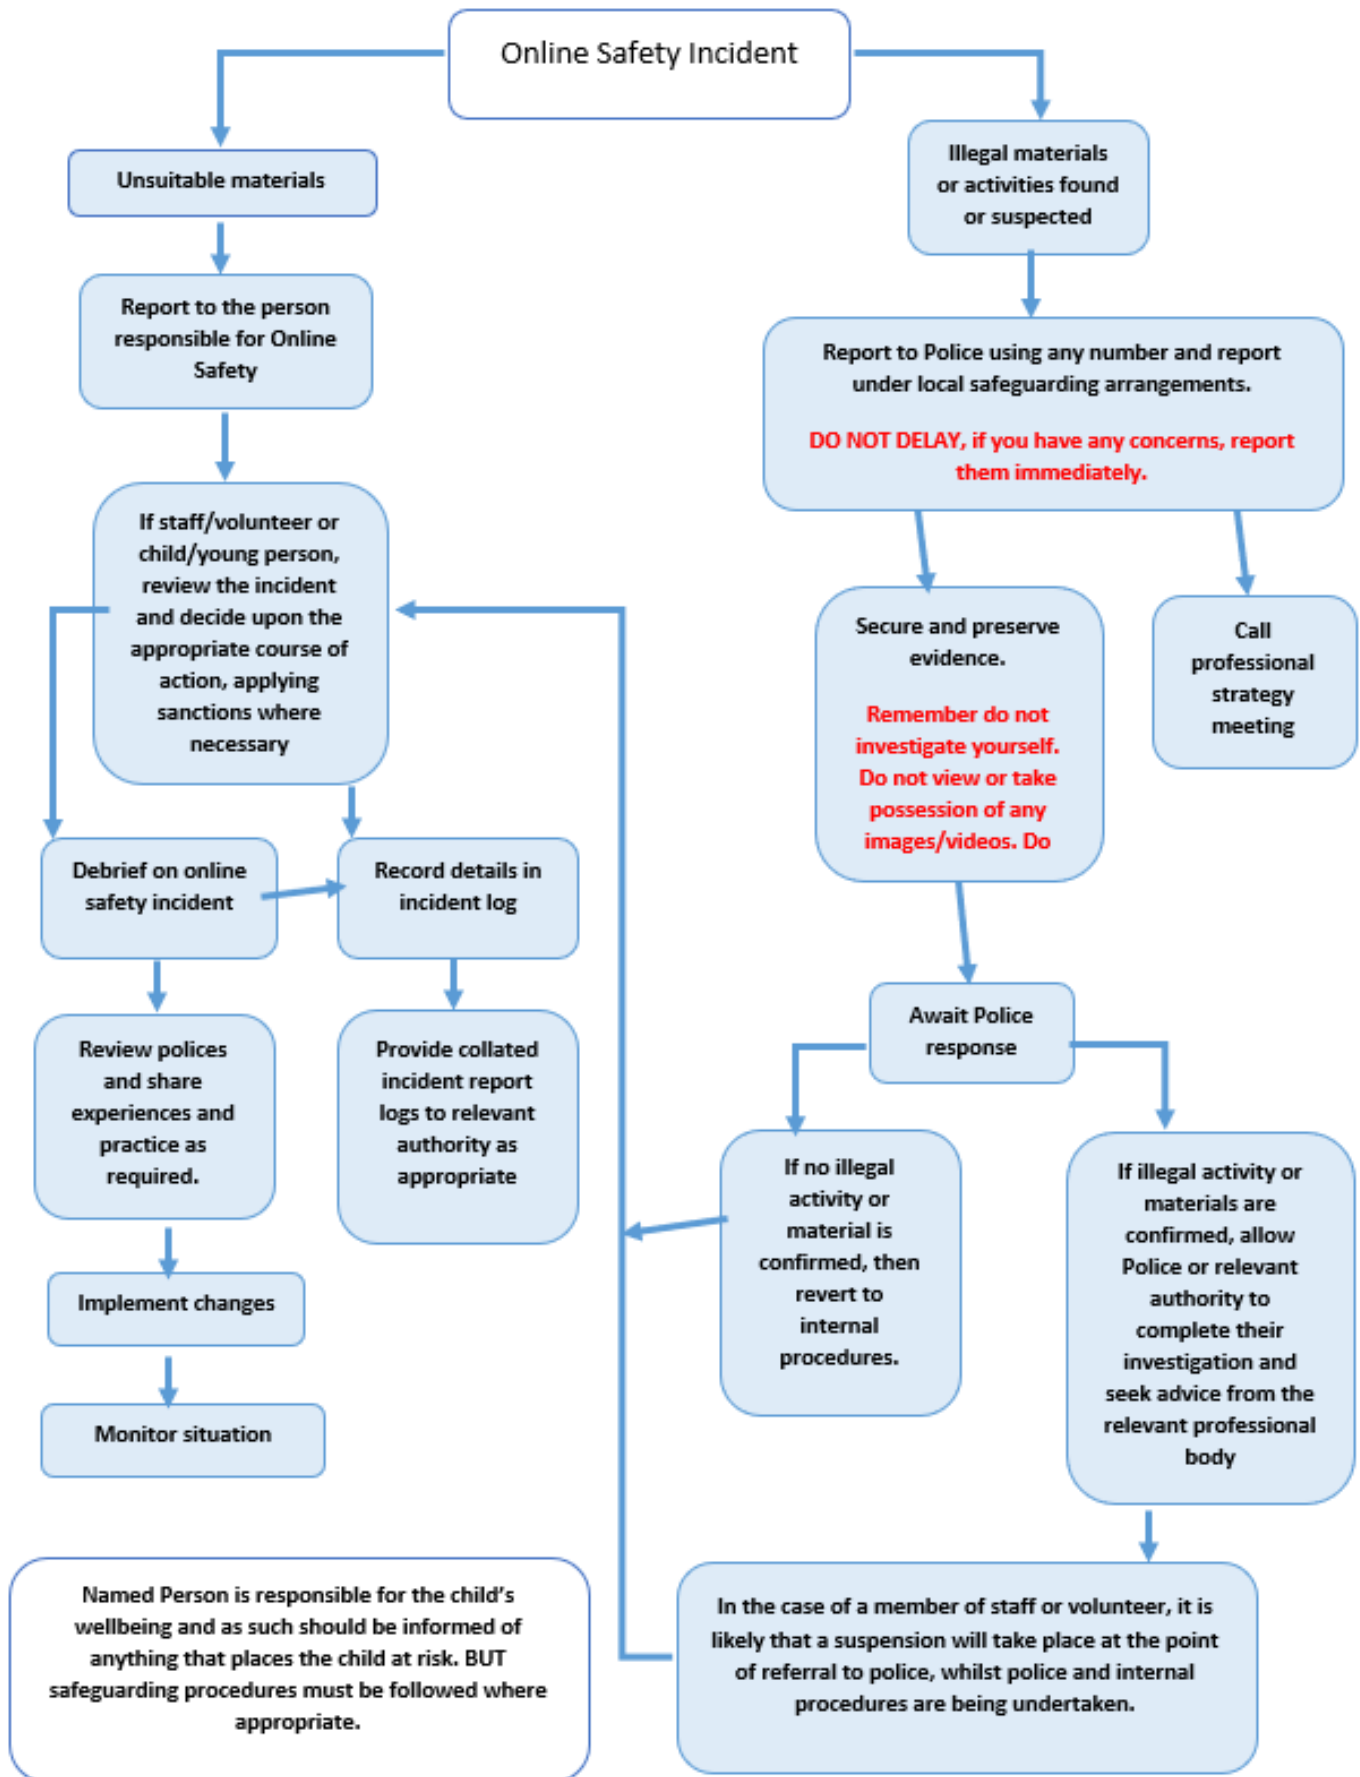 Online Safety Incident
Unsuitable materials
Illegal materials
or activities found
or suspected
Report to the person
responsible for Online
Safety
Report to Police using any number and report
under local safeguarding arrangements.
DO NOT DELAY, if you have any concerns, report
them immediately.
If staff/volunteer or
child/young person,
review the incident
and decide upon the
appropriate course of
action, applying
sanctions where
necessary
Secure and preserve
evidence.
Remember do not
investigate yourself.
Do not view or take
possession of any
images/videos. Do
Call
professional
strategy
meeting
Debrief on online
safety incident
Record details in
incident log
Review polices
and share
experiences and
practice as
required.
Provide collated
incident report
logs to relevant
authority as
appropriate
Await Police
response
If no illegal
activity or
material is
confirmed, then
revert to
internal
procedures.
If illegal activity or
materials are
confirmed, allow
Police or relevant
authority to
complete their
investigation and
seek advice from the
relevant professional
body
Implement changes
Monitor situation
Named Person is responsible for the child's
wellbeing and as such should be informed of
anything that places the child at risk. BUT
safeguarding procedures must be followed where
appropriate.
In the case of a member of staff or volunteer, it is
likely that a suspension will take place at the point
of referral to police, whilst police and internal
procedures are being undertaken.